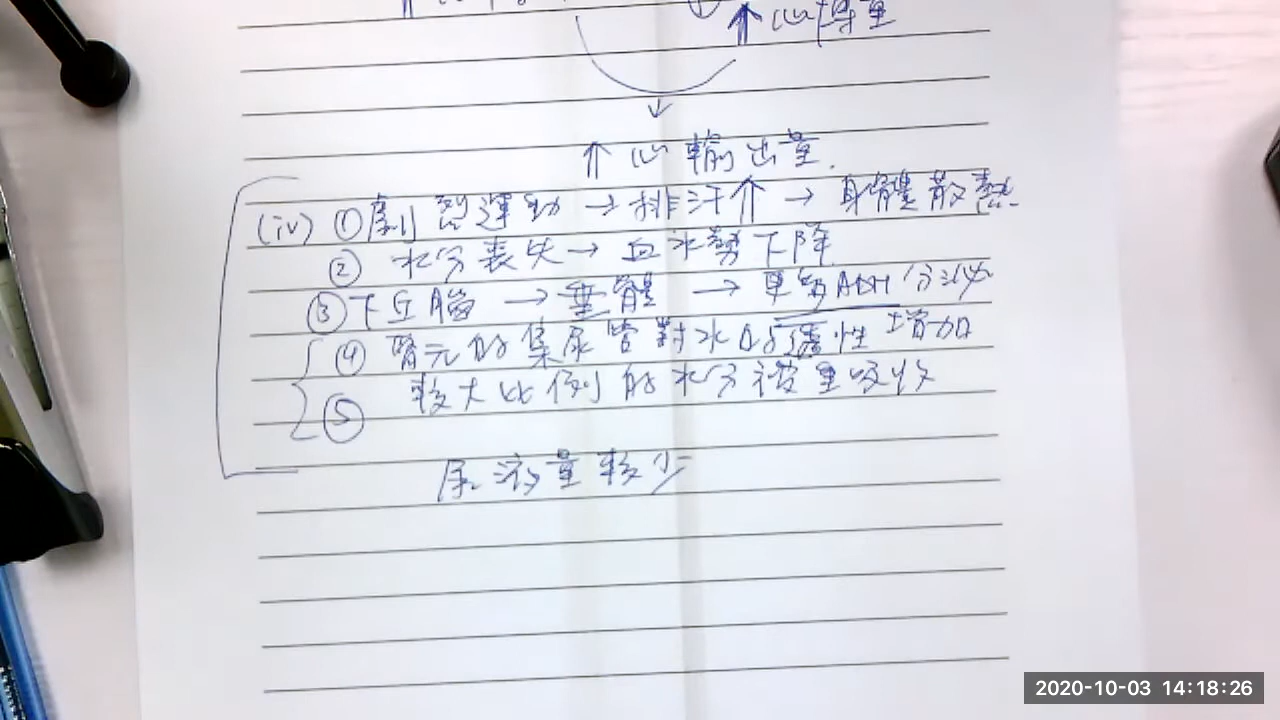 ↑心搏量
↓
↑ 心輸出量.
(iv) ①劇烈運動 → 排汗↑ → 身體散熱
② 水分喪失 → 血水勢下降
③下丘腦 → 垂體 → 更多ADH分泌
④ 腎元的集尿管對水的透性增加
⑤ 較大比例的水分被重吸收
尿液量較少
2020-10-03 14:18:26